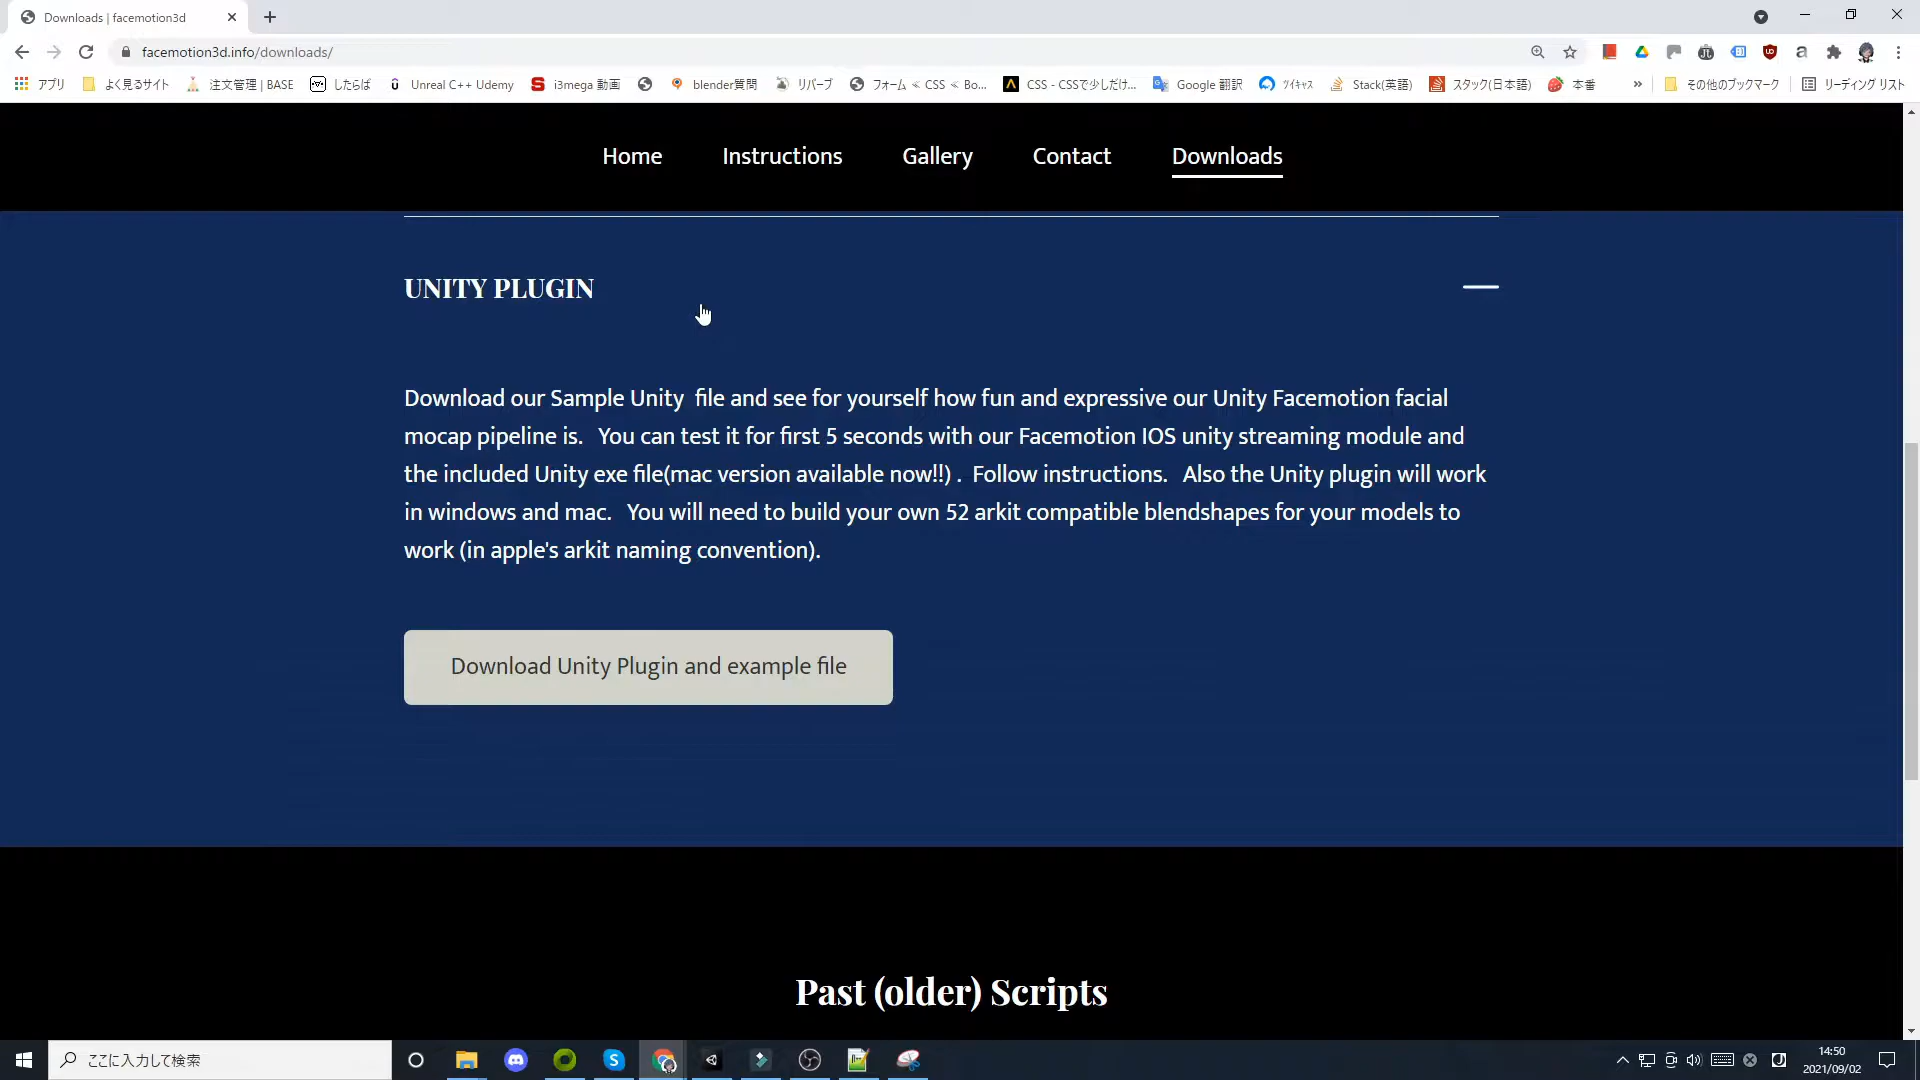 Downloads | facemotion3d
facemotion3d.info/downloads/
アプリ よく見るサイト 注文管理 | BASE したらば Unreal C++ Udemy i3mega 動画 blender質問 リバーブ フォーム ≪ CSS ≪ Bo... CSS - CSSで少しだけ... Google 翻訳 ツイキャス Stack(英語) スタック(日本語) 本番 » その他のブックマーク リーディング リスト
Home Instructions Gallery Contact Downloads
UNITY PLUGIN
Download our Sample Unity file and see for yourself how fun and expressive our Unity Facemotion facial
mocap pipeline is. You can test it for first 5 seconds with our Facemotion IOS unity streaming module and
the included Unity exe file(mac version available now!!) . Follow instructions. Also the Unity plugin will work
in windows and mac. You will need to build your own 52 arkit compatible blendshapes for your models to
work (in apple's arkit naming convention).
Download Unity Plugin and example file
Past (older) Scripts
ここに入力して検索
14:50
2021/09/02